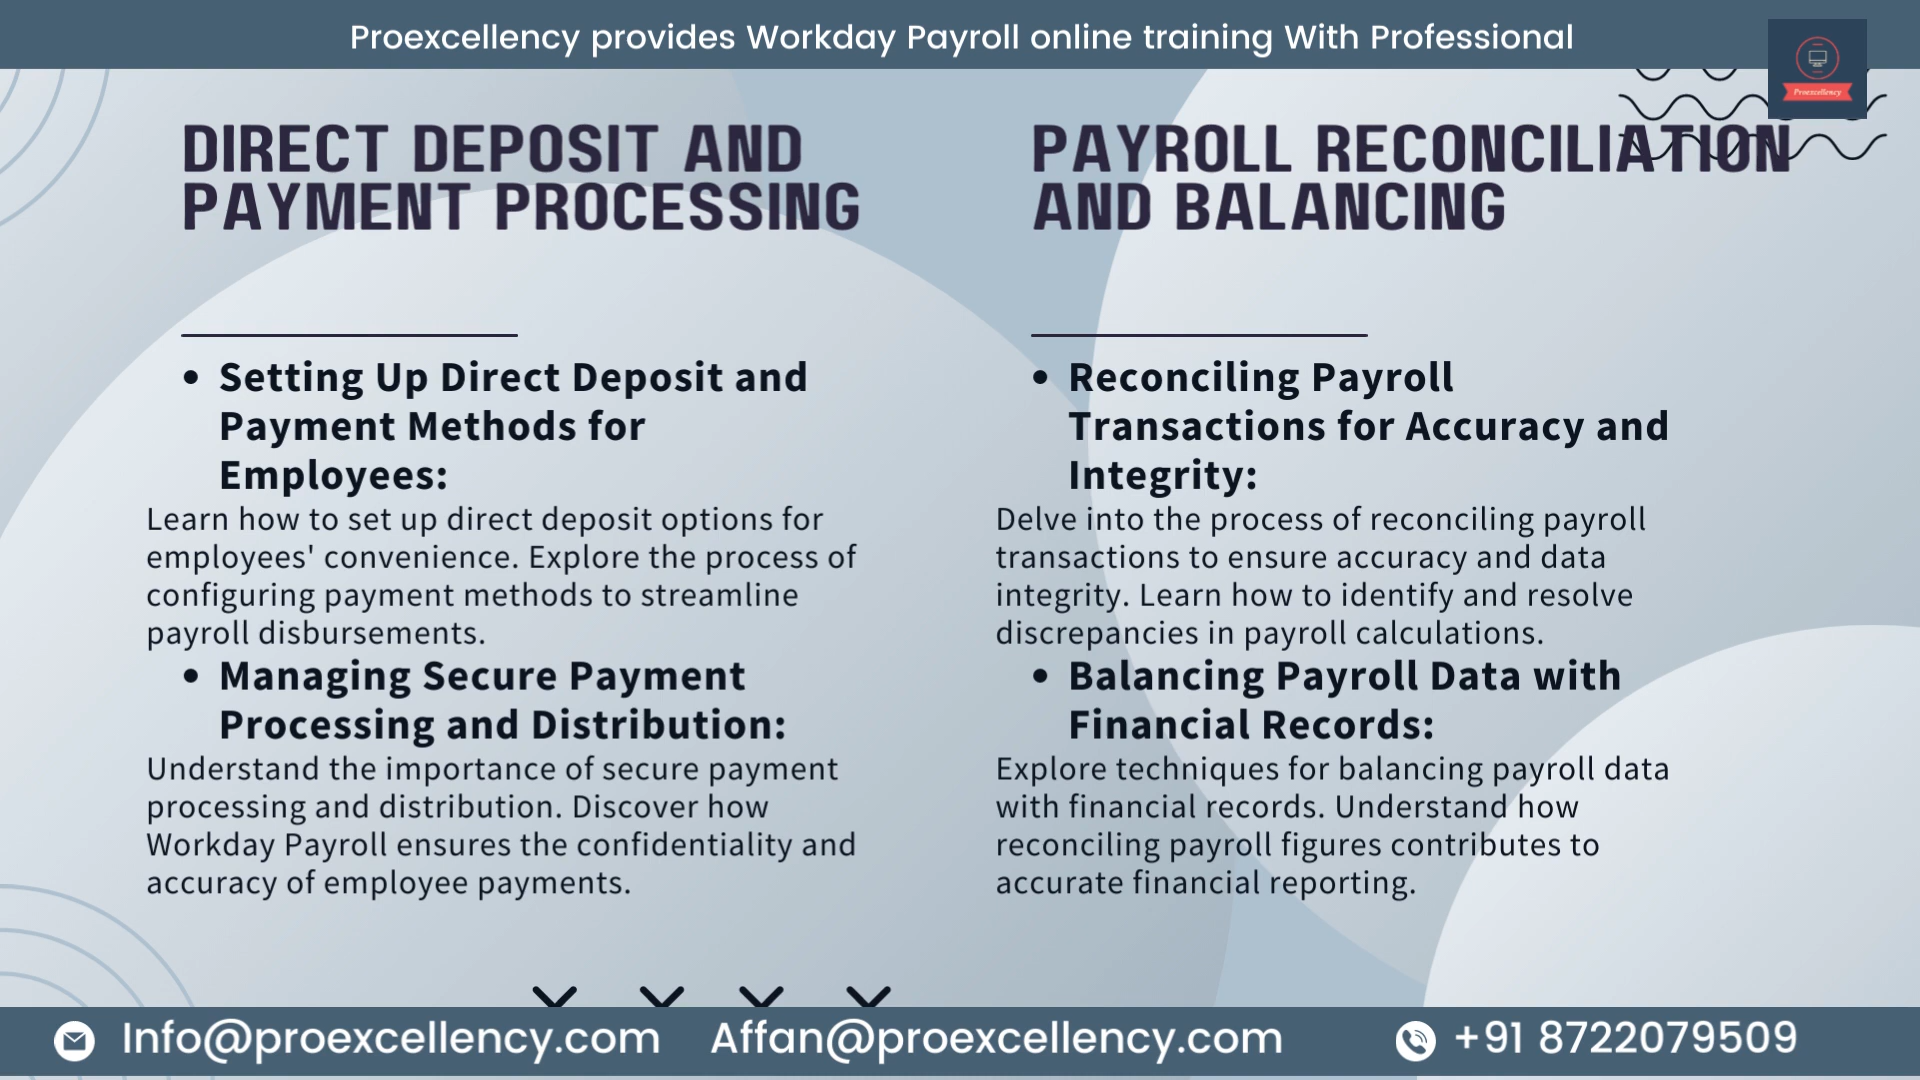 Proexcellency provides Workday Payroll online training With Professional
Proexcellency
DIRECT DEPOSIT AND
PAYMENT PROCESSING
• Setting Up Direct Deposit and
Payment Methods for
Employees:
Learn how to set up direct deposit options for
employees' convenience. Explore the process of
configuring payment methods to streamline
payroll disbursements.
• Managing Secure Payment
Processing and Distribution:
Understand the importance of secure payment
processing and distribution. Discover how
Workday Payroll ensures the confidentiality and
accuracy of employee payments.
PAYROLL RECONCILIATION
AND BALANCING
• Reconciling Payroll
Transactions for Accuracy and
Integrity:
Delve into the process of reconciling payroll
transactions to ensure accuracy and data
integrity. Learn how to identify and resolve
discrepancies in payroll calculations.
• Balancing Payroll Data with
Financial Records:
Explore techniques for balancing payroll data
with financial records. Understand how
reconciling payroll figures contributes to
accurate financial reporting.
Info@proexcellency.com Affan@proexcellency.com +91 8722079509